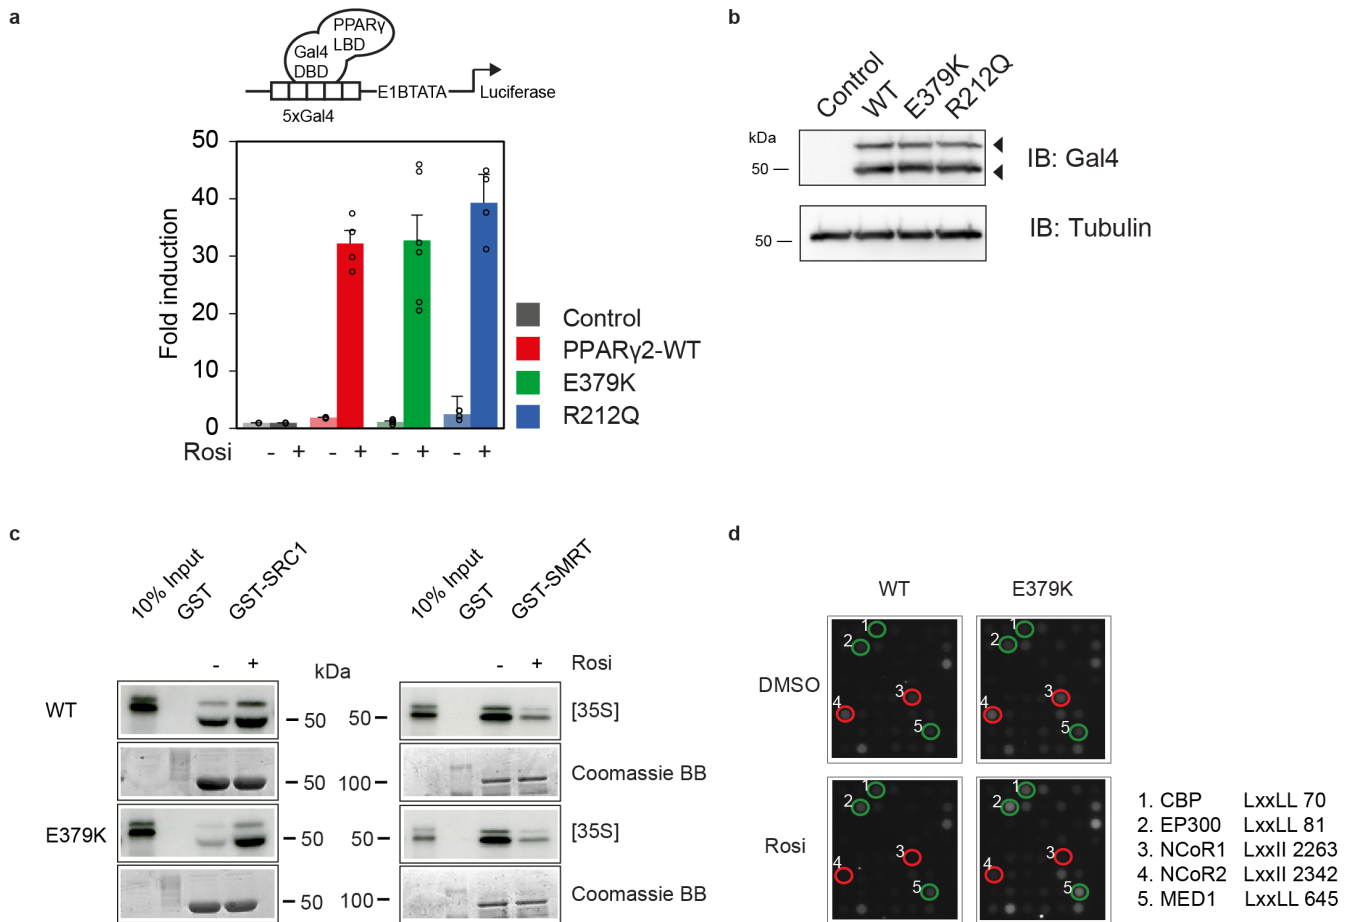 a
PPARγ
LBD
Gal4
DBD
E1BTATA
Luciferase
5xGal4
50
40
30
20
10
0
Fold induction
Rosi - + - + - + - +
Control
PPARγ2-WT
E379K
R212Q
b
Control WT E379K R212Q
kDa
50
IB: Gal4
50
IB: Tubulin
c
10% Input GST GST-SRC1 10% Input GST GST-SMRT
- + kDa - + Rosi
WT 50 50 [35S]
50 100 Coomassie BB
E379K 50 50 [35S]
50 100 Coomassie BB
d
WT E379K
DMSO
1 2 3 4 5
1 2 3 4 5
Rosi
1 2 3 4 5
1 2 3 4 5
1. CBP LxxLL 70
2. EP300 LxxLL 81
3. NCoR1 LxxII 2263
4. NCoR2 LxxII 2342
5. MED1 LxxLL 645